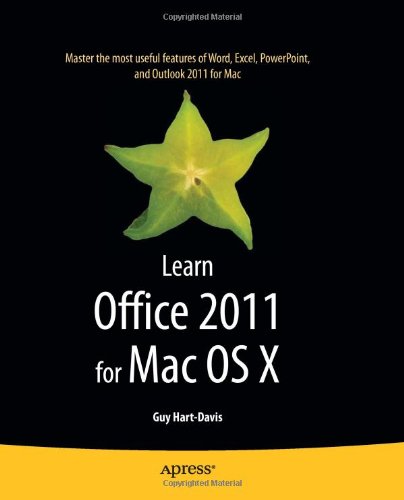 Copyrighted Material
Master the most useful features of Word, Excel, PowerPoint,
and Outlook 2011 for Mac
Learn
Office 2011
for Mac OS X
Guy Hart-Davis
Apress®
Copyrighted Material